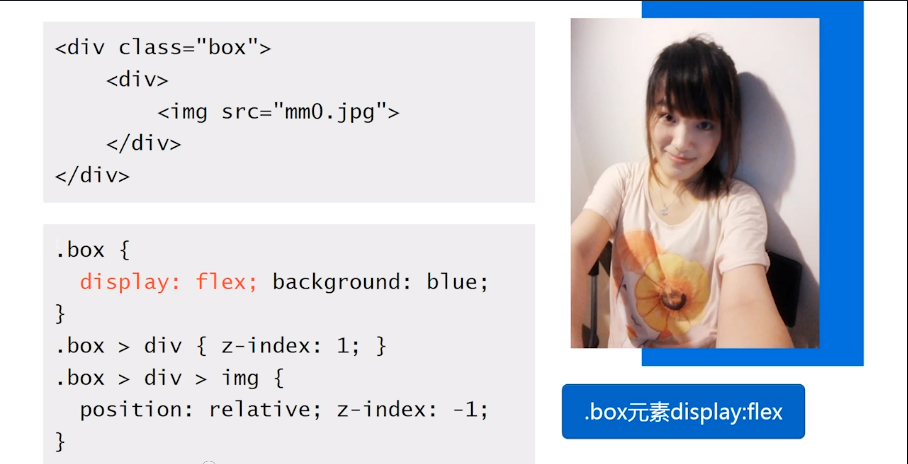 <div class="box">
    <div>
        <img src="mm0.jpg">
    </div>
</div>
.box {
  display: flex; background: blue;
}
.box > div { z-index: 1; }
.box > div > img {
  position: relative; z-index: -1;
}
.box元素display:flex